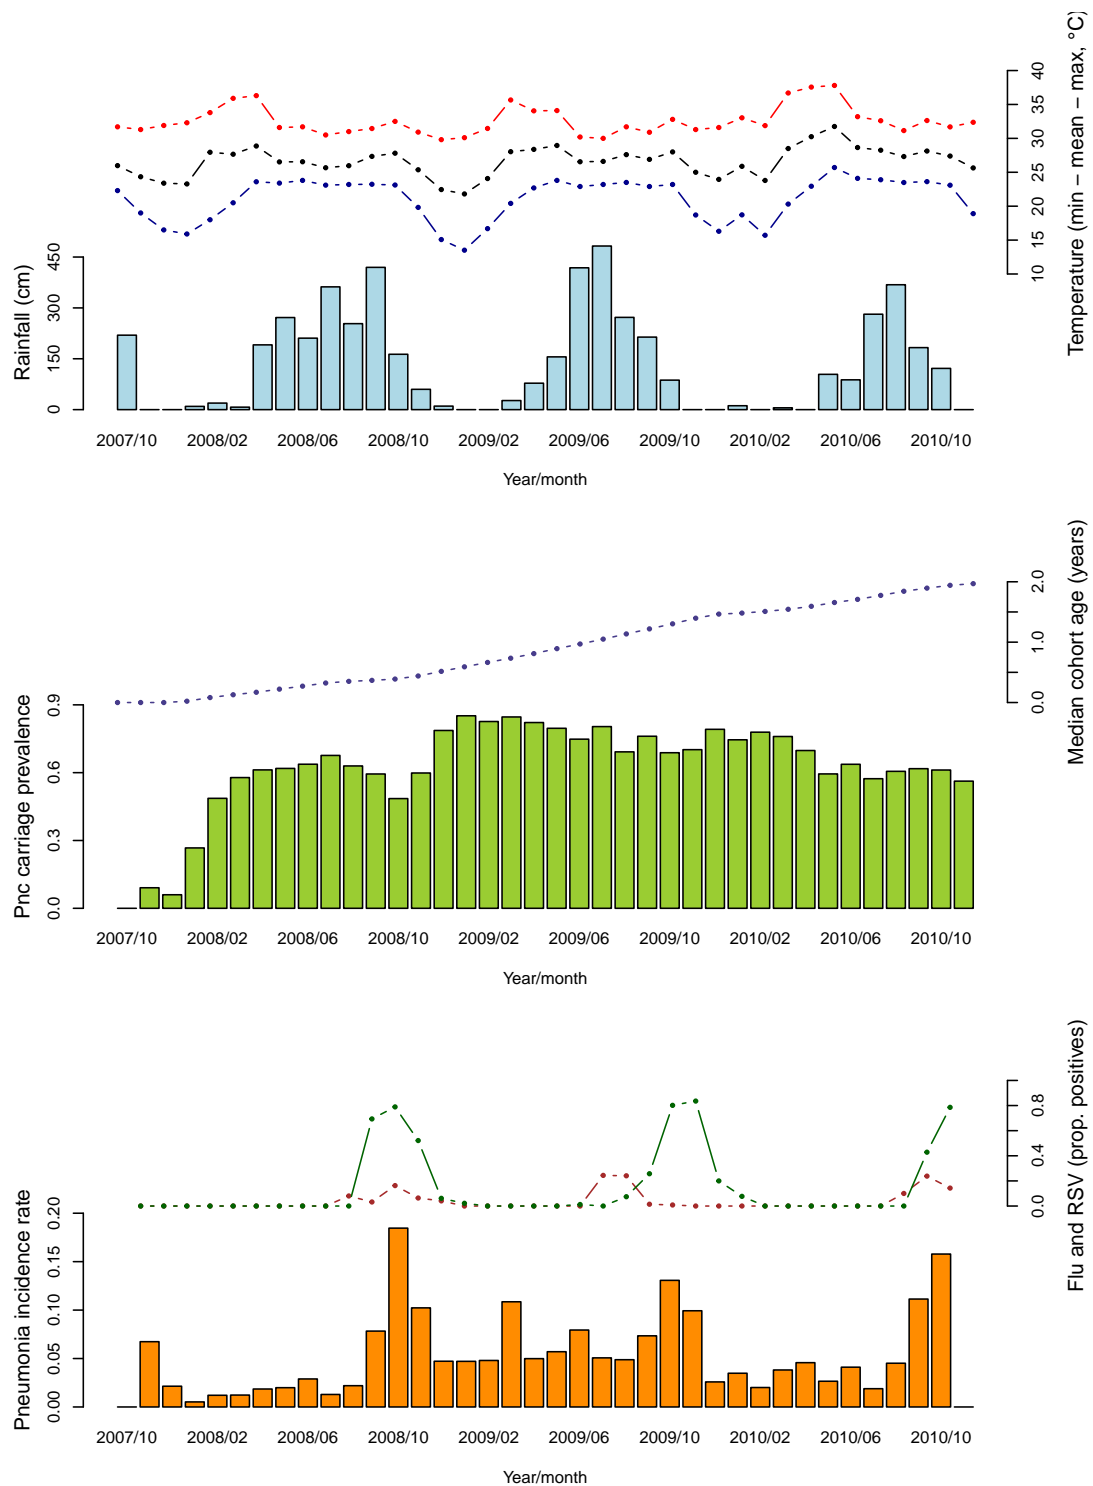 Temperature (min − mean − max, °C)
40
35
30
25
20
15
10
Rainfall (cm)
450
300
150
0
2007/10 2008/02 2008/06 2008/10 2009/02 2009/06 2009/10 2010/02 2010/06 2010/10
Year/month
Median cohort age (years)
2.0
1.0
0.0
Pnc carriage prevalence
0.9
0.6
0.3
0.0
2007/10 2008/02 2008/06 2008/10 2009/02 2009/06 2009/10 2010/02 2010/06 2010/10
Year/month
Flu and RSV (prop. positives)
0.8
0.4
0.0
Pneumonia incidence rate
0.20
0.15
0.10
0.05
0.00
2007/10 2008/02 2008/06 2008/10 2009/02 2009/06 2009/10 2010/02 2010/06 2010/10
Year/month